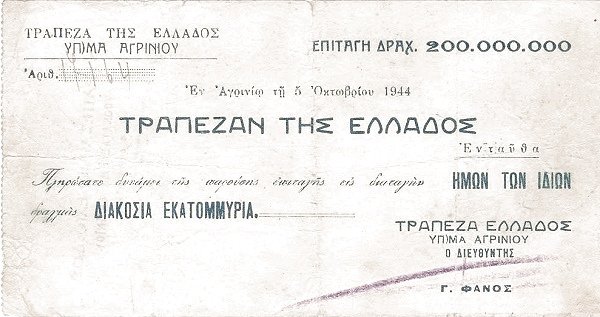 ΤΡΑΠΕΖΑ ΤΗΣ ΕΛΛΑΔΟΣ
ΥΠ)ΜΑ ΑΓΡΙΝΙΟΥ
ΕΠΙΤΑΓΗ ΔΡΑΧ. 200.000.000
Ἀριθ.
Ἐν Ἀγρινίῳ τῇ 5 Ὀκτωβρίου 1944
ΤΡΑΠΕΖΑΝ ΤΗΣ ΕΛΛΑΔΟΣ
Ἐνταῦθα
Πληρώσατε δυνάμει τῆς παρούσης ἐπιταγῆς εἰς διαταγὴν ΗΜΩΝ ΤΩΝ ΙΔΙΩΝ
δραχμὰς ΔΙΑΚΟΣΙΑ ΕΚΑΤΟΜΜΥΡΙΑ.
ΤΡΑΠΕΖΑ ΕΛΛΑΔΟΣ
ΥΠ)ΜΑ ΑΓΡΙΝΙΟΥ
Ο ΔΙΕΥΘΥΝΤΗΣ
Γ. ΦΑΝΟΣ